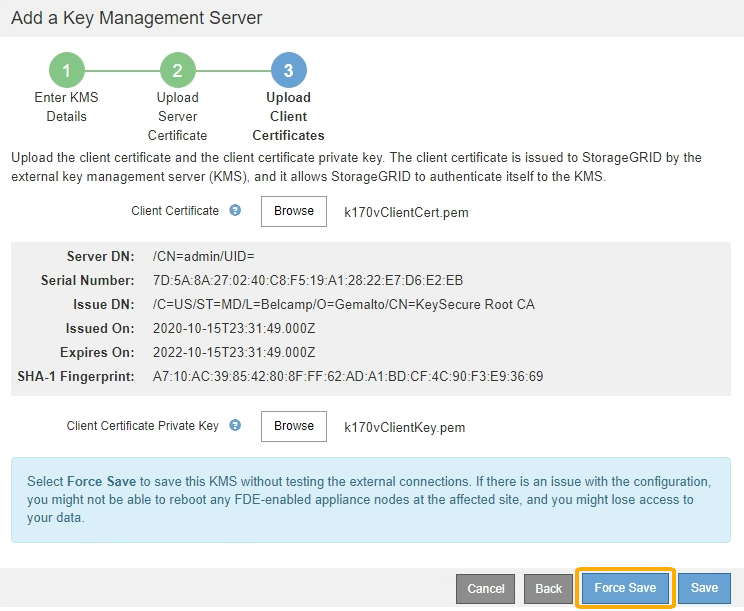 Add a Key Management Server
1
2
3
Enter KMS
Details
Upload
Server
Certificate
Upload
Client
Certificates
Upload the client certificate and the client certificate private key. The client certificate is issued to StorageGRID by the
external key management server (KMS), and it allows StorageGRID to authenticate itself to the KMS.
Client Certificate ? Browse k170vClientCert.pem
Server DN: /CN=admin/UID=
Serial Number: 7D:5A:8A:27:02:40:C8:F5:19:A1:28:22:E7:D6:E2:EB
Issue DN: /C=US/ST=MD/L=Belcamp/O=Gemalto/CN=KeySecure Root CA
Issued On: 2020-10-15T23:31:49.000Z
Expires On: 2022-10-15T23:31:49.000Z
SHA-1 Fingerprint: A7:10:AC:39:85:42:80:8F:FF:62:AD:A1:BD:CF:4C:90:F3:E9:36:69
Client Certificate Private Key ? Browse k170vClientKey.pem
Select Force Save to save this KMS without testing the external connections. If there is an issue with the configuration,
you might not be able to reboot any FDE-enabled appliance nodes at the affected site, and you might lose access to
your data.
Cancel Back Force Save Save